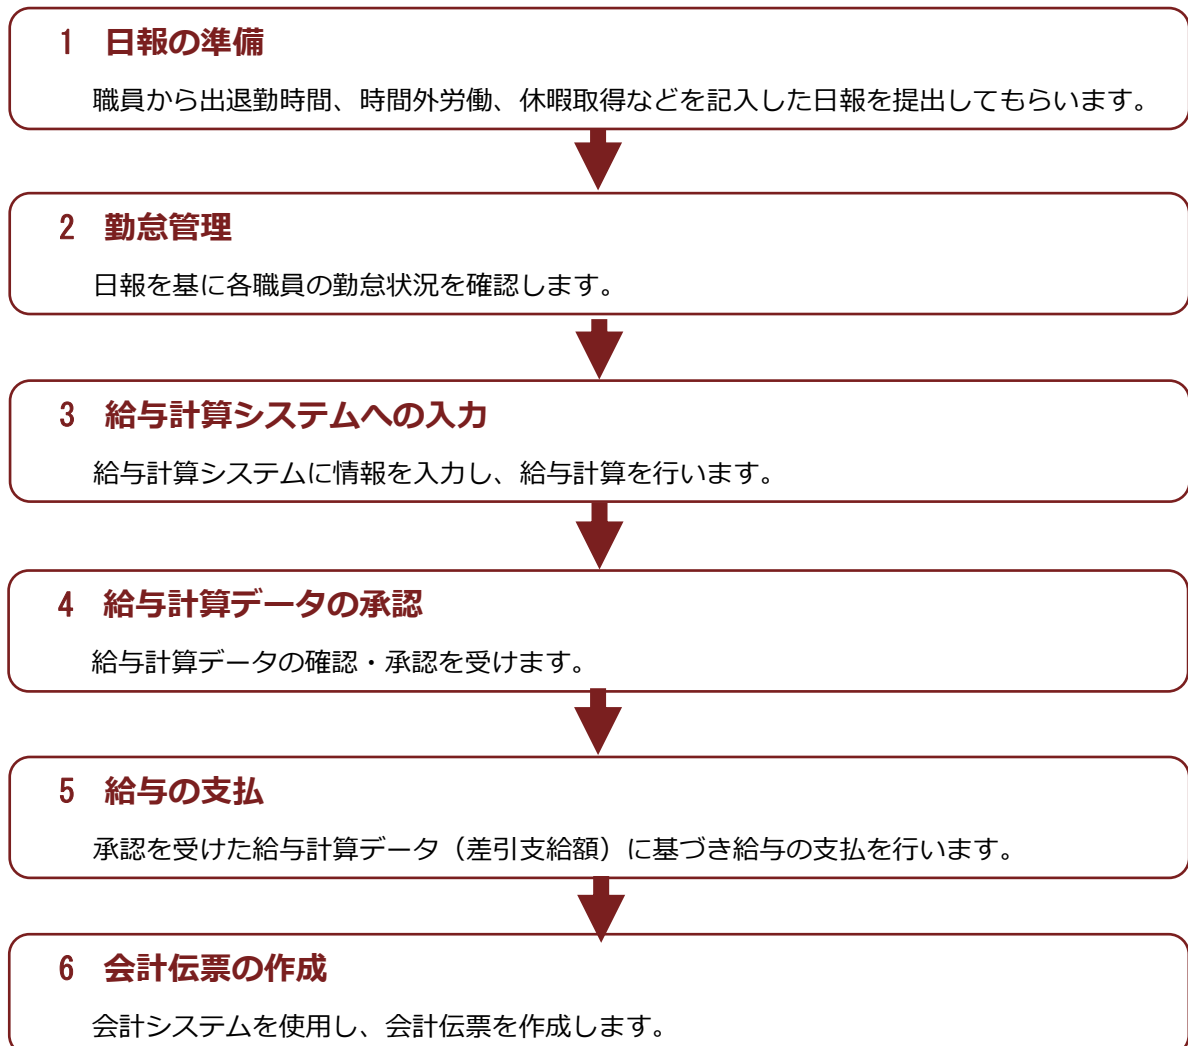 1 日報の準備
職員から出退勤時間、時間外労働、休暇取得などを記入した日報を提出してもらいます。
2 勤怠管理
日報を基に各職員の勤怠状況を確認します。
3 給与計算システムへの入力
給与計算システムに情報を入力し、給与計算を行います。
4 給与計算データの承認
給与計算データの確認・承認を受けます。
5 給与の支払
承認を受けた給与計算データ（差引支給額）に基づき給与の支払を行います。
6 会計伝票の作成
会計システムを使用し、会計伝票を作成します。